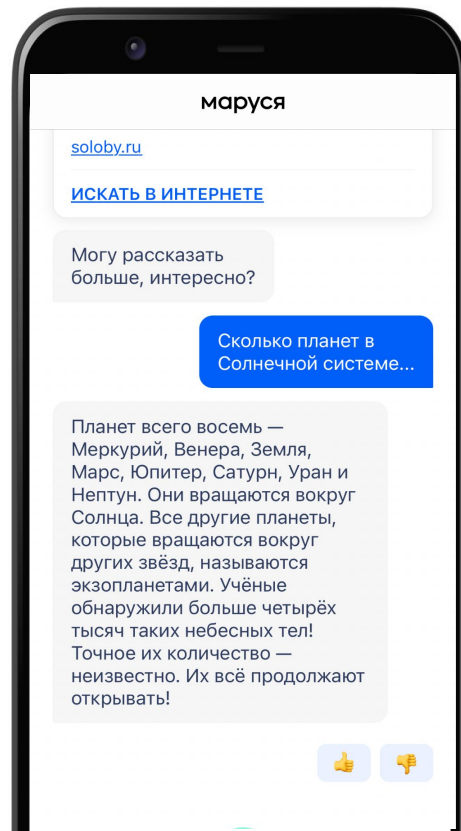 маруся
soloby.ru
ИСКАТЬ В ИНТЕРНЕТЕ
Могу рассказать
больше, интересно?
Сколько планет в
Солнечной системе...
Планет всего восемь —
Меркурий, Венера, Земля,
Марс, Юпитер, Сатурн, Уран и
Нептун. Они вращаются вокруг
Солнца. Все другие планеты,
которые вращаются вокруг
других звёзд, называются
экзопланетами. Учёные
обнаружили больше четырёх
тысяч таких небесных тел!
Точное их количество —
неизвестно. Их всё продолжают
открывать!